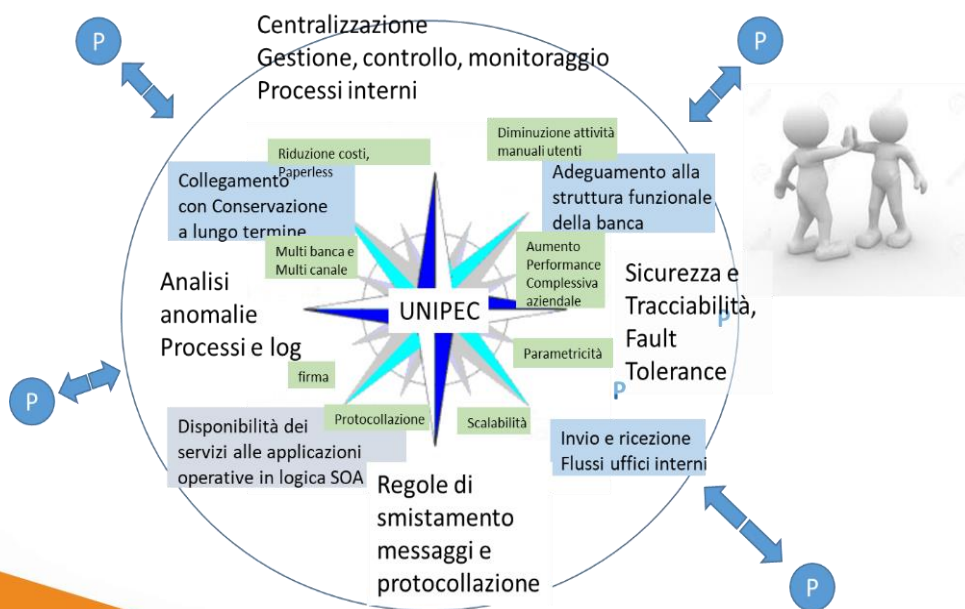 P
P
Centralizzazione
Gestione, controllo, monitoraggio
Processi interni
Riduzione costi,
Paperless
Diminuzione attività
manuali utenti
Collegamento
con Conservazione
a lungo termine
Adeguamento alla
struttura funzionale
della banca
Multi banca e
Multi canale
Aumento
Performance
Complessiva
aziendale
Analisi
anomalie
Processi e log
UNIPEC
Sicurezza e
Tracciabilità,
Fault
Tolerance
P
P
P
firma
Parametricità
Protocollazione
Scalabilità
Disponibilità dei
servizi alle applicazioni
operative in logica SOA
Invio e ricezione
Flussi uffici interni
Regole di
smistamento
messaggi e
protocollazione
P